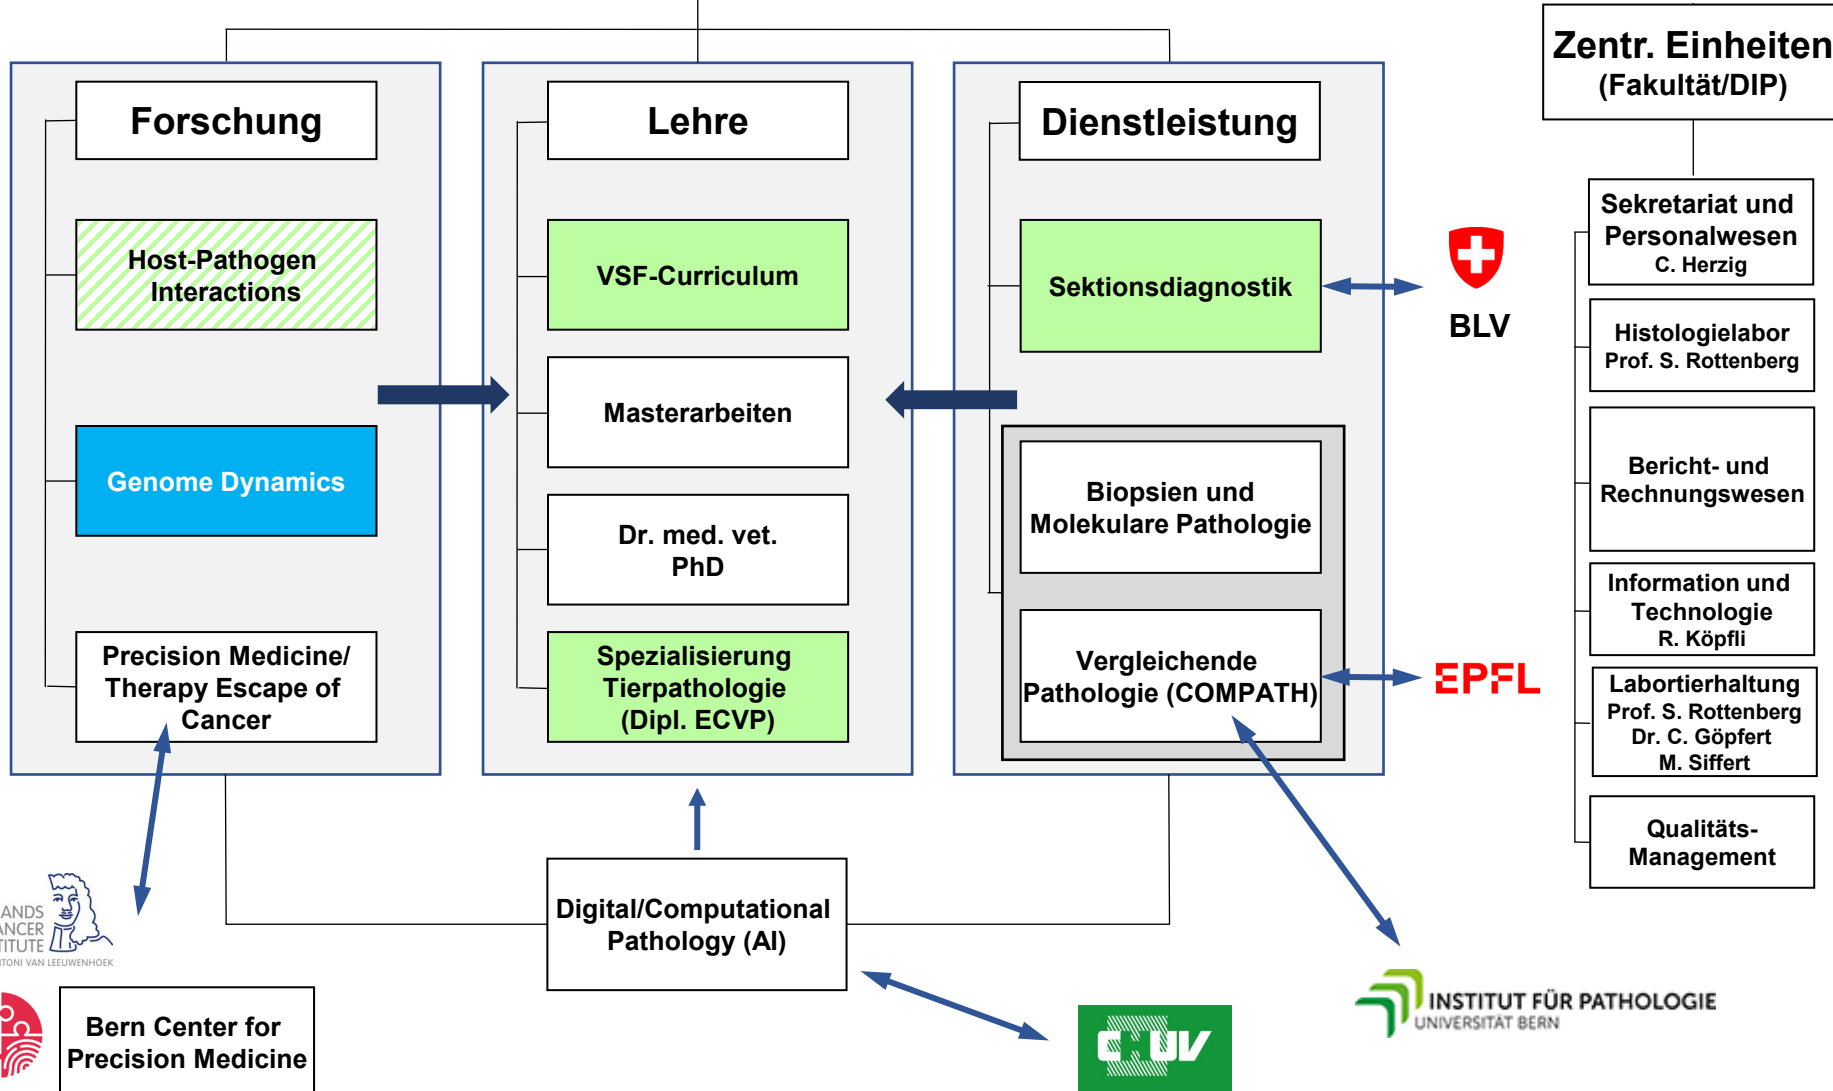 Zentr. Einheiten
(Fakultät/DIP)
Forschung
Host-Pathogen
Interactions
Genome Dynamics
Precision Medicine/
Therapy Escape of
Cancer
Lehre
VSF-Curriculum
Masterarbeiten
Dr. med. vet.
PhD
Spezialisierung
Tierpathologie
(Dipl. ECVP)
Dienstleistung
Sektionsdiagnostik
Biopsien und
Molekulare Pathologie
Vergleichende
Pathologie (COMPATH)
BLV
EPFL
Sekretariat und
Personalwesen
C. Herzig
Histologielabor
Prof. S. Rottenberg
Bericht- und
Rechnungswesen
Information und
Technologie
R. Köpfli
Labortierhaltung
Prof. S. Rottenberg
Dr. C. Göpfert
M. Siffert
Qualitäts-
Management
Digital/Computational
Pathology (AI)
VAN LEEUWENHOEK
Bern Center for
Precision Medicine
CHUV
INSTITUT FÜR PATHOLOGIE
UNIVERSITÄT BERN